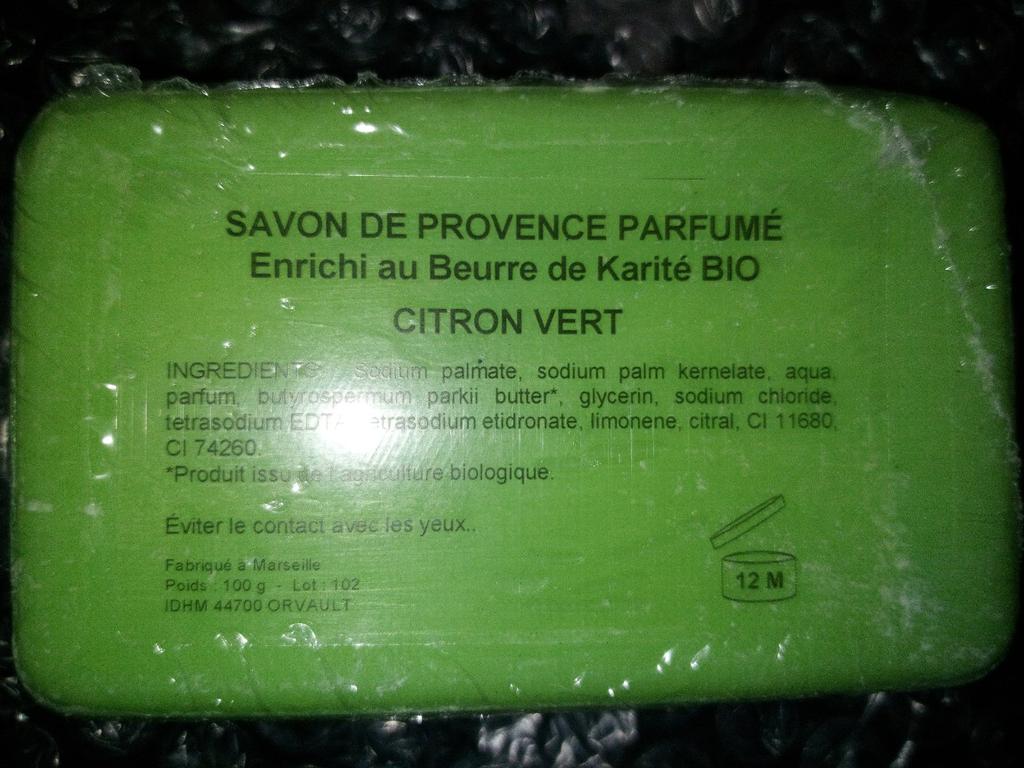 SAVON DE PROVENCE PARFUMÉ
Enrichi au Beurre de Karité BIO
CITRON VERT
INGREDIENTS: Sodium palmate, sodium palm kernelate, aqua,
parfum, butyrospermum parkii butter*, glycerin, sodium chloride,
tetrasodium EDTA, etrasodium etidronate, limonene, citral, CI 11680,
CI 74260.
*Produit issu de l'agriculture biologique.
Éviter le contact avec les yeux..
Fabriqué à Marseille
Poids : 100 g - Lot : 102
IDHM 44700 ORVAULT
12 M